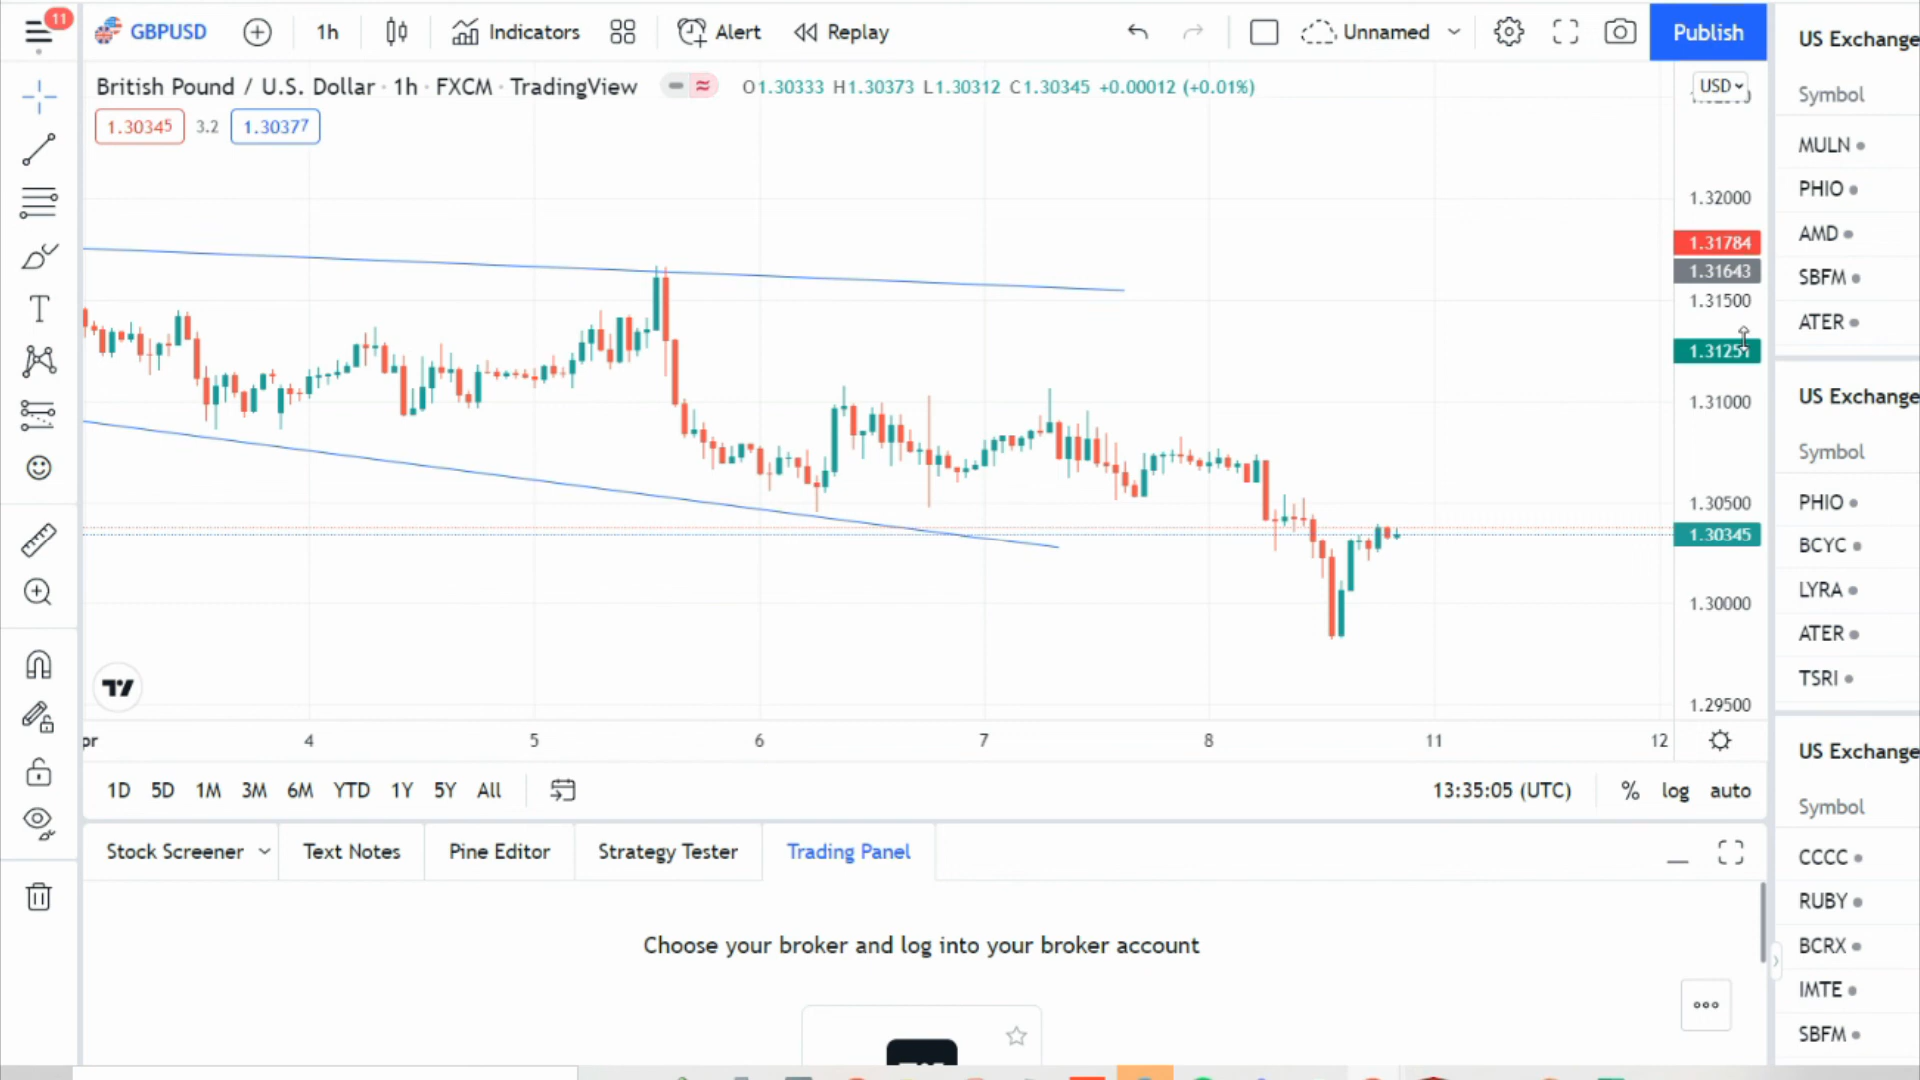 11
GBPUSD
1h
Indicators
Alert
Replay
Unnamed
Publish
British Pound / U.S. Dollar · 1h · FXCM · TradingView
O1.30333 H1.30373 L1.30312 C1.30345 +0.00012 (+0.01%)
1.30345 3.2 1.30377
USD
1.32000
1.31784
1.31643
1.31500
1.31251
1.31000
1.30500
1.30345
1.30000
1.29500
pr 4 5 6 7 8 11 12
1D 5D 1M 3M 6M YTD 1Y 5Y All
13:35:05 (UTC) % log auto
Stock Screener
Text Notes
Pine Editor
Strategy Tester
Trading Panel
Choose your broker and log into your broker account
US Exchange
Symbol
MULN
PHIO
AMD
SBFM
ATER
US Exchange
Symbol
PHIO
BCYC
LYRA
ATER
TSRI
US Exchange
Symbol
CCCC
RUBY
BCRX
IMTE
SBFM